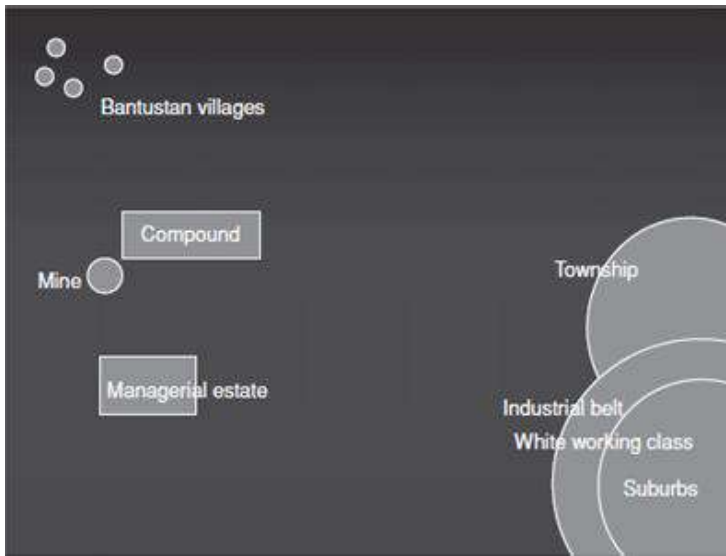 Bantustan villages
Compound
Township
Mine
Managerial estate
Industrial belt
White working class
Suburbs